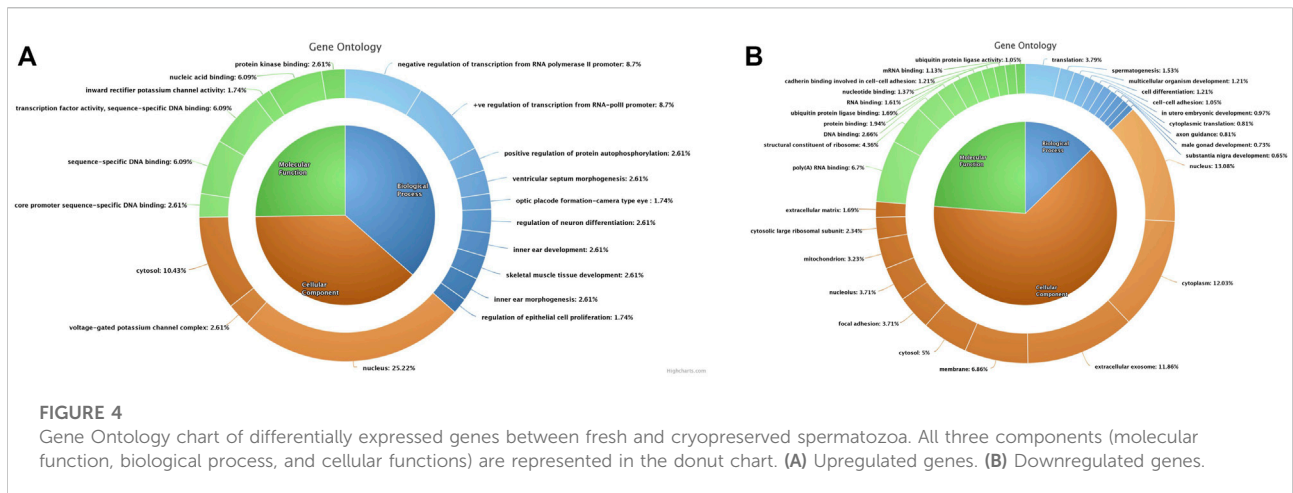 A
Gene Ontology
protein kinase binding: 2.61%
nucleic acid binding: 6.09%
inward rectifier potassium channel activity: 1.74%
transcription factor activity, sequence-specific DNA binding: 6.09%
sequence-specific DNA binding: 6.09%
core promoter sequence-specific DNA binding: 2.61%
cytosol: 10.43%
voltage-gated potassium channel complex: 2.61%
nucleus: 25.22%
negative regulation of transcription from RNA polymerase II promoter: 8.7%
+ve regulation of transcription from RNA-polII promoter: 8.7%
positive regulation of protein autophosphorylation: 2.61%
ventricular septum morphogenesis: 2.61%
optic placode formation-camera type eye : 1.74%
regulation of neuron differentiation: 2.61%
inner ear development: 2.61%
skeletal muscle tissue development: 2.61%
inner ear morphogenesis: 2.61%
regulation of epithelial cell proliferation: 1.74%
Molecular
Function
Biological
Process
Cellular
Component
Highcharts.com
B
Gene Ontology
ubiquitin protein ligase activity: 1.05%
mRNA binding: 1.13%
cadherin binding involved in cell-cell adhesion: 1.21%
nucleotide binding: 1.37%
RNA binding: 1.61%
ubiquitin protein ligase binding: 1.69%
protein binding: 1.94%
DNA binding: 2.66%
structural constituent of ribosome: 4.36%
poly(A) RNA binding: 6.7%
extracellular matrix: 1.69%
cytosolic large ribosomal subunit: 2.34%
mitochondrion: 3.23%
nucleolus: 3.71%
focal adhesion: 3.71%
cytosol: 5%
membrane: 6.86%
translation: 3.79%
spermatogenesis: 1.53%
multicellular organism development: 1.21%
cell differentiation: 1.21%
cell-cell adhesion: 1.05%
in utero embryonic development: 0.97%
cytoplasmic translation: 0.81%
axon guidance: 0.81%
male gonad development: 0.73%
substantia nigra development: 0.65%
nucleus: 13.08%
cytoplasm: 12.03%
extracellular exosome: 11.86%
Molecular
Function
Biological
Process
Cellular
Component
FIGURE 4
Gene Ontology chart of differentially expressed genes between fresh and cryopreserved spermatozoa. All three components (molecular
function, biological process, and cellular functions) are represented in the donut chart. (A) Upregulated genes. (B) Downregulated genes.